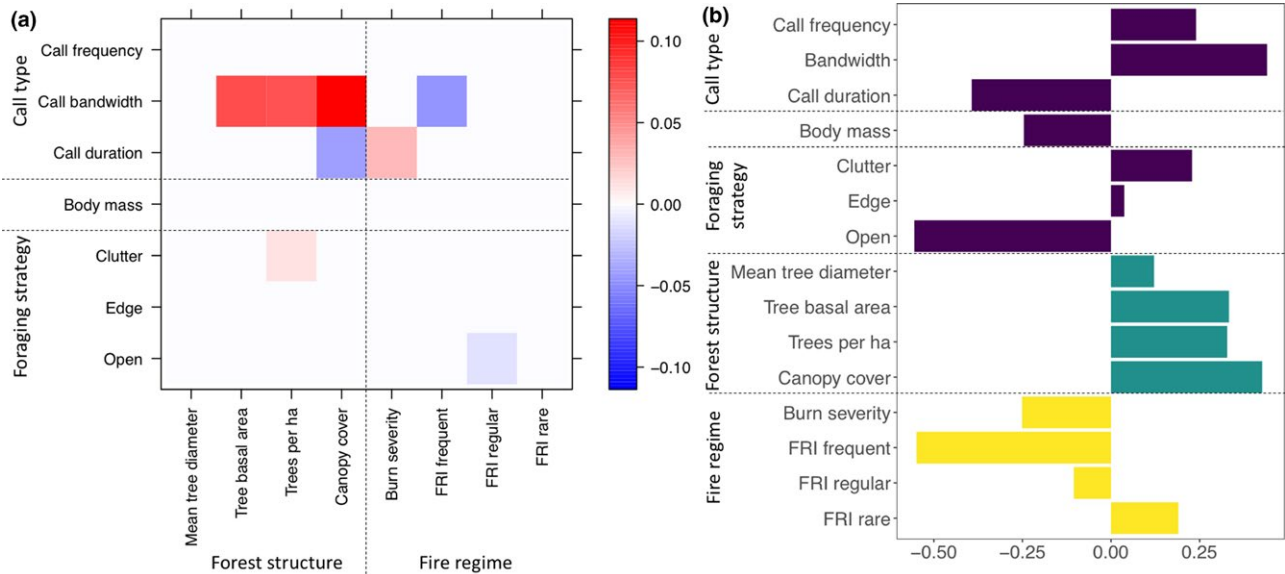 (a)
Call type
Call frequency
Call bandwidth
Call duration
Body mass
Foraging strategy
Clutter
Edge
Open
Mean tree diameter
Tree basal area
Trees per ha
Canopy cover
Burn severity
FRI frequent
FRI regular
FRI rare
Forest structure
Fire regime
0.10
0.05
0.00
−0.05
−0.10
(b)
Call type
Call frequency
Bandwidth
Call duration
Body mass
Foraging
strategy
Clutter
Edge
Open
Forest structure
Mean tree diameter
Tree basal area
Trees per ha
Canopy cover
Fire regime
Burn severity
FRI frequent
FRI regular
FRI rare
−0.50
−0.25
0.00
0.25